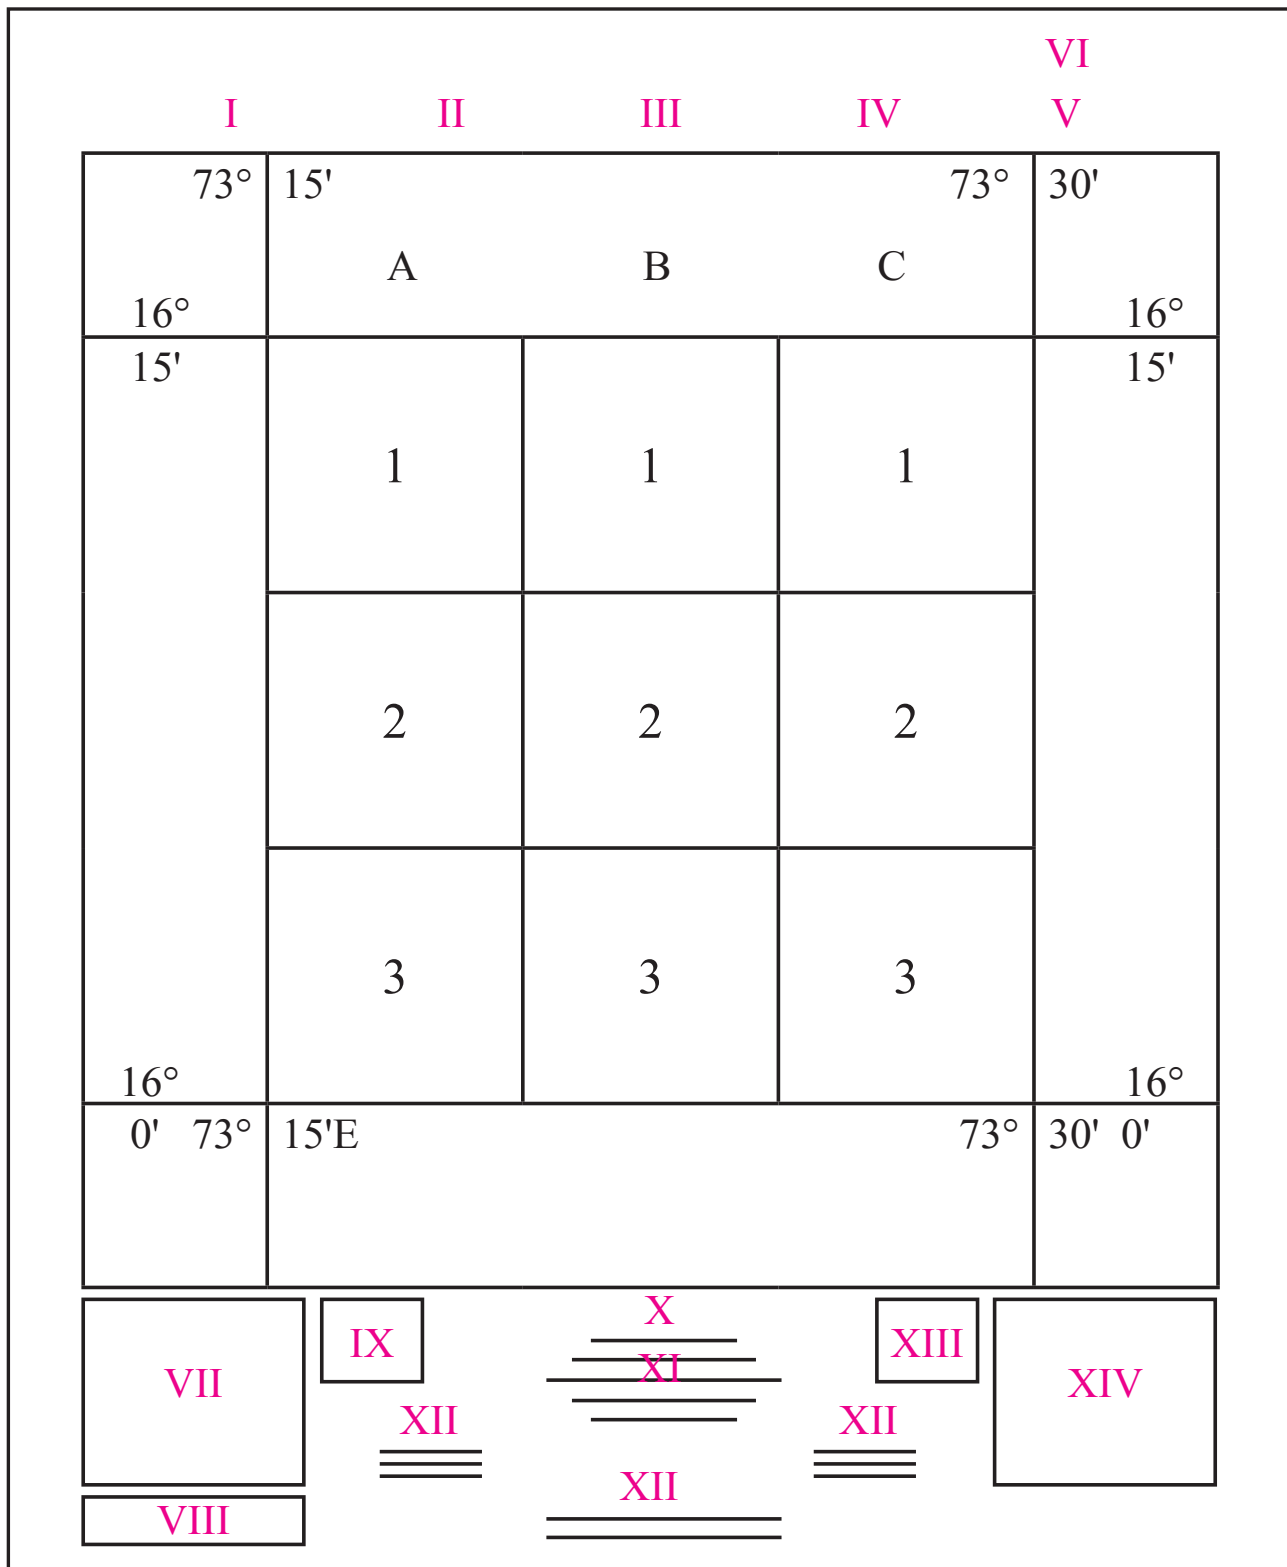 VI
I II III IV V
73° 15' 73° 30'
A B C
16° 16°
15' 15'
1 1 1
2 2 2
3 3 3
16° 16°
0' 73° 15'E 73° 30' 0'
X
IX XIII
XI
VII XIV
XII XII
XII
VIII